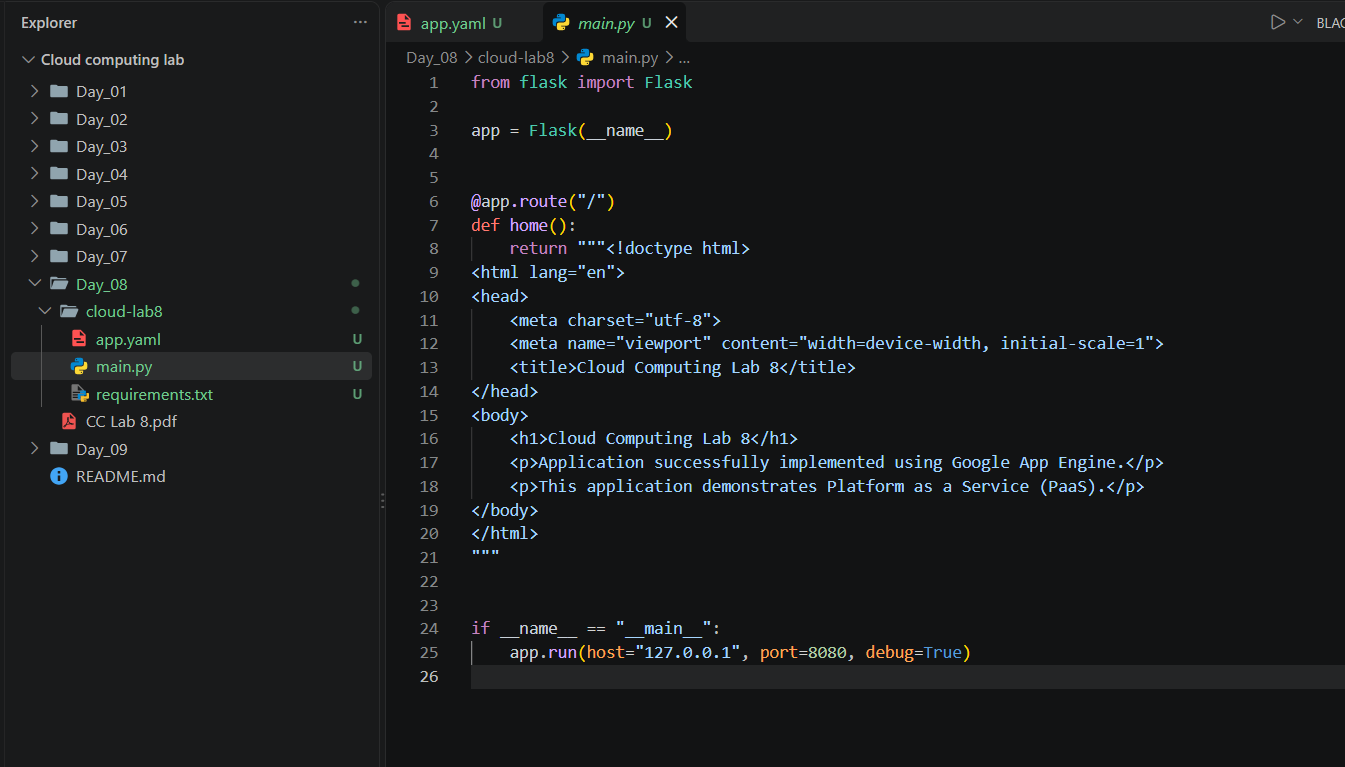 Explorer
Cloud computing lab
Day_01
Day_02
Day_03
Day_04
Day_05
Day_06
Day_07
Day_08
cloud-lab8
app.yaml U
main.py U
requirements.txt U
CC Lab 8.pdf
Day_09
README.md
app.yaml U
main.py U
BLAC
Day_08 > cloud-lab8 > main.py > ...
1 from flask import Flask
2
3 app = Flask(__name__)
4
5
6 @app.route("/")
7 def home():
8     return """<!doctype html>
9 <html lang="en">
10 <head>
11     <meta charset="utf-8">
12     <meta name="viewport" content="width=device-width, initial-scale=1">
13     <title>Cloud Computing Lab 8</title>
14 </head>
15 <body>
16     <h1>Cloud Computing Lab 8</h1>
17     <p>Application successfully implemented using Google App Engine.</p>
18     <p>This application demonstrates Platform as a Service (PaaS).</p>
19 </body>
20 </html>
21 """
22
23
24 if __name__ == "__main__":
25     app.run(host="127.0.0.1", port=8080, debug=True)
26